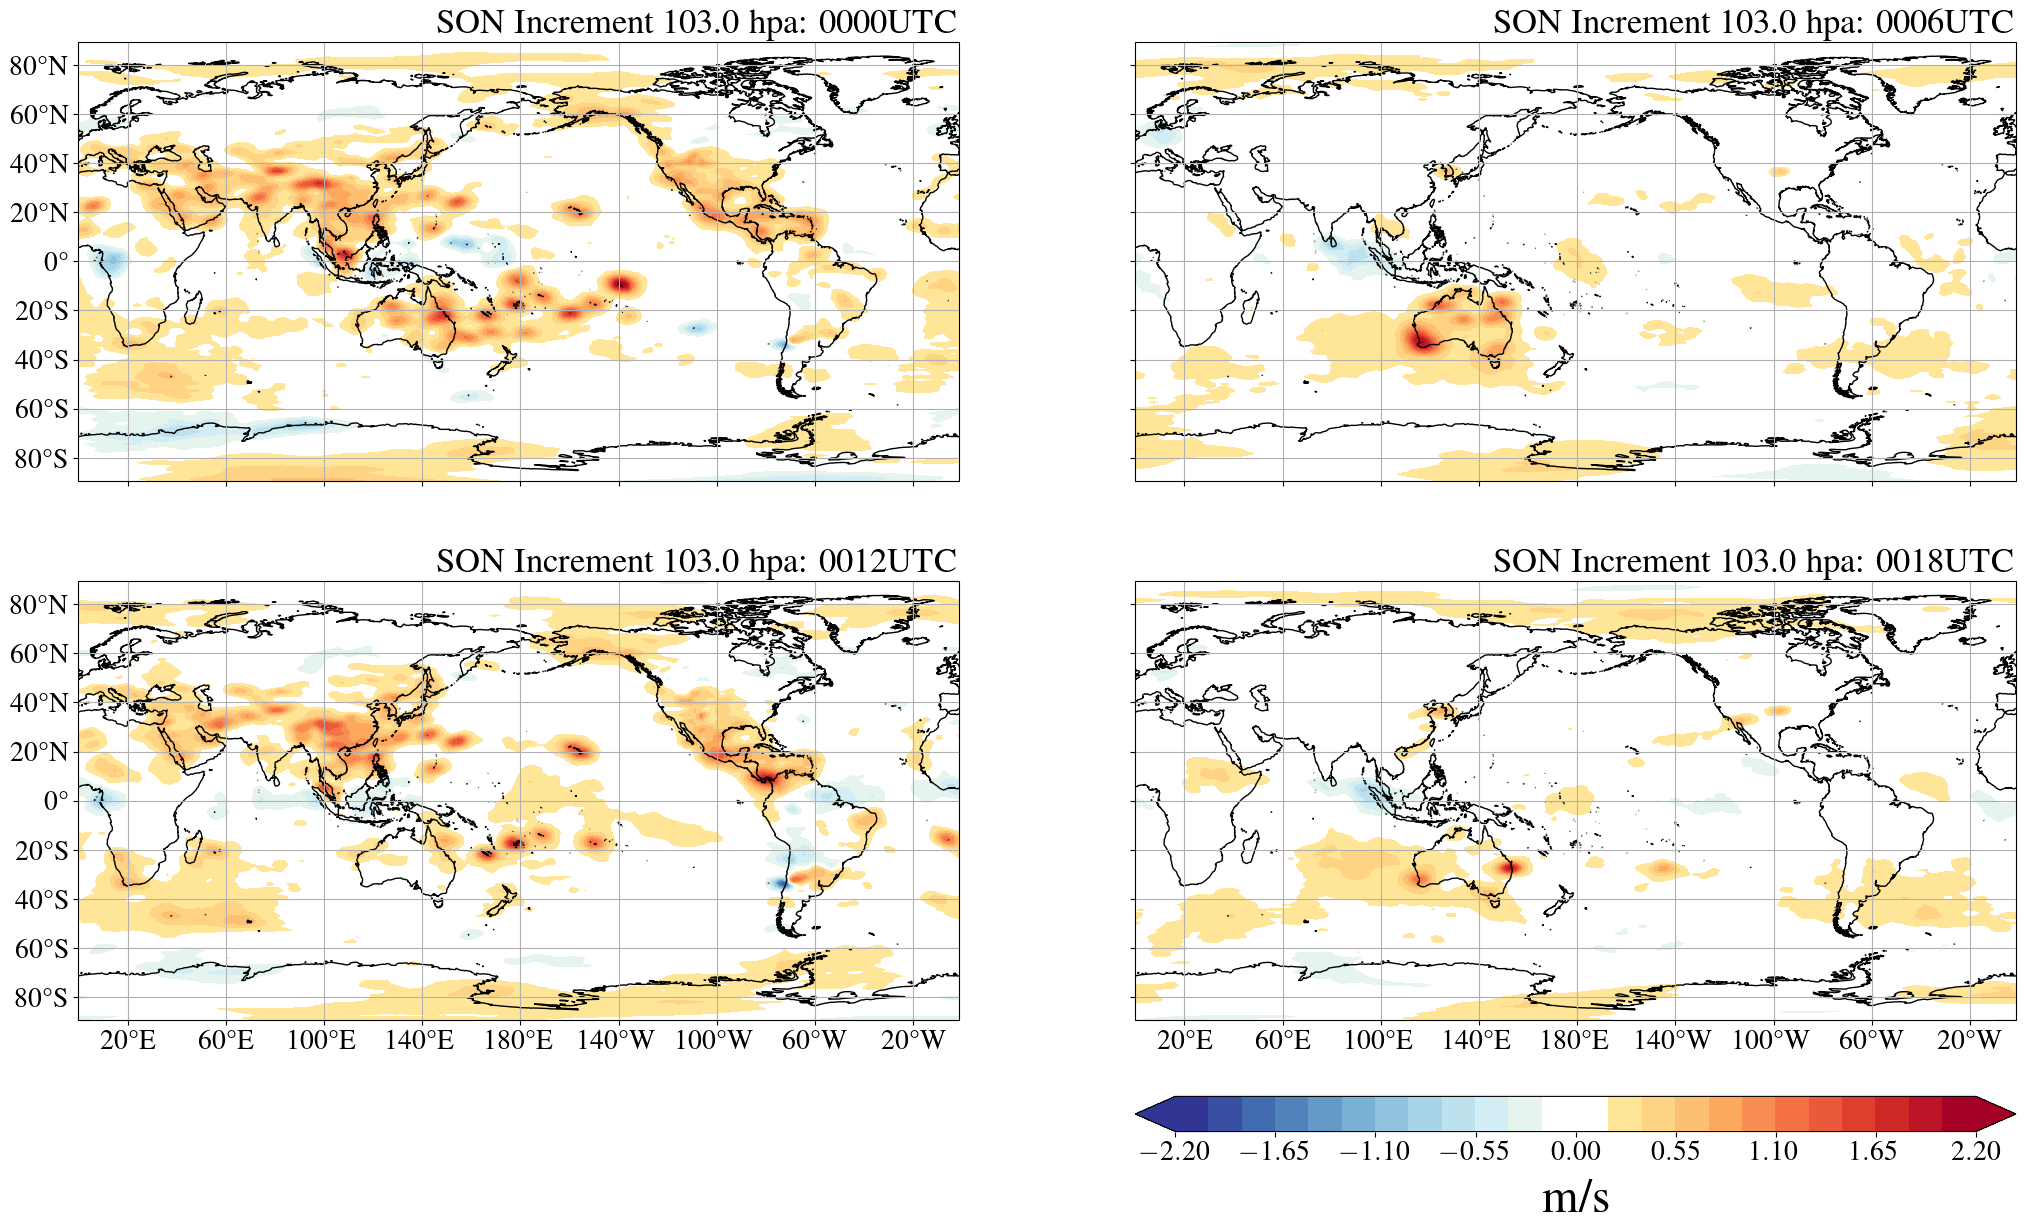 SON Increment 103.0 hpa: 0000UTC
80°N
60°N
40°N
20°N
0°
20°S
40°S
60°S
80°S
SON Increment 103.0 hpa: 0006UTC
SON Increment 103.0 hpa: 0012UTC
80°N
60°N
40°N
20°N
0°
20°S
40°S
60°S
80°S
20°E 60°E 100°E 140°E 180°E 140°W 100°W 60°W 20°W
SON Increment 103.0 hpa: 0018UTC
20°E 60°E 100°E 140°E 180°E 140°W 100°W 60°W 20°W
−2.20 −1.65 −1.10 −0.55 0.00 0.55 1.10 1.65 2.20
m/s